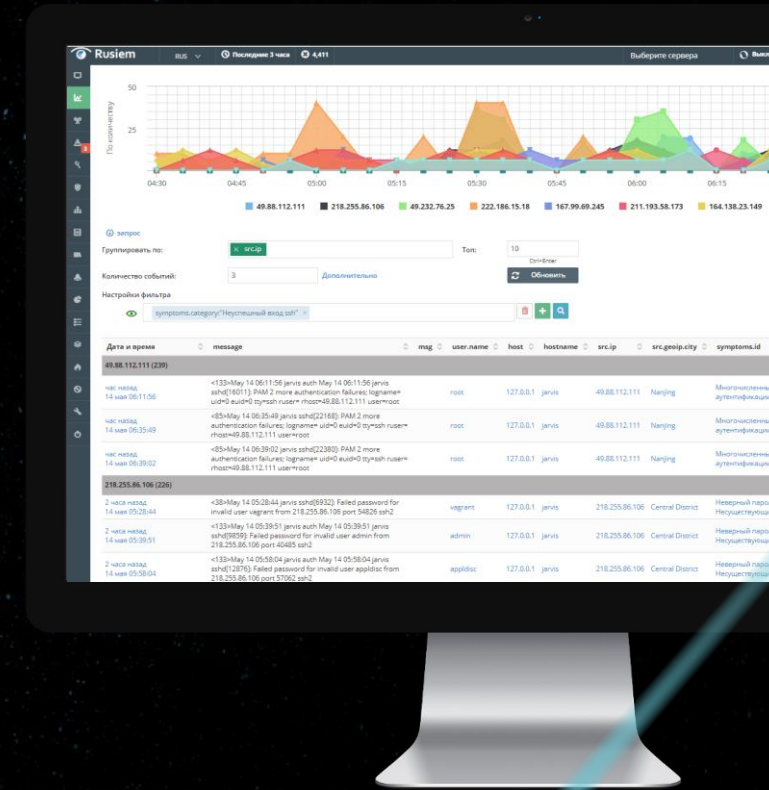 Rusiem
RUS
Последние 3 часа
4,411
Выберите сервера
50
25
По количеству
3
04:30 04:45 05:00 05:15 05:30 05:45 06:00 06:15
49.88.112.111 218.255.86.106 49.232.76.25 222.186.15.18 167.99.69.245 211.193.58.173 164.138.23.149
запрос
Группировать по: × src.ip Топ: 10
Ctrl+Enter
Количество событий: 3 Дополнительно Обновить
Настройки фильтра
symptoms.category:"Неуспешный вход ssh" ×
Дата и время message msg user.name host hostname src.ip src.geoip.city symptoms.id
49.88.112.111 (239)
час назад
14 мая 06:11:56
<133>May 14 06:11:56 jarvis auth May 14 06:11:56 jarvis
sshd[16011]: PAM 2 more authentication failures; logname=
uid=0 euid=0 tty=ssh ruser= rhost=49.88.112.111 user=root
root 127.0.0.1 jarvis 49.88.112.111 Nanjing
час назад
14 мая 06:35:49
<85>May 14 06:35:49 jarvis sshd[22168]: PAM 2 more
authentication failures; logname= uid=0 euid=0 tty=ssh ruser=
rhost=49.88.112.111 user=root
root 127.0.0.1 jarvis 49.88.112.111 Nanjing
час назад
14 мая 06:39:02
<85>May 14 06:39:02 jarvis sshd[22380]: PAM 2 more
authentication failures; logname= uid=0 euid=0 tty=ssh ruser=
rhost=49.88.112.111 user=root
root 127.0.0.1 jarvis 49.88.112.111 Nanjing
218.255.86.106 (226)
2 часа назад
14 мая 05:28:44
<38>May 14 05:28:44 jarvis sshd[6932]: Failed password for
invalid user vagrant from 218.255.86.106 port 54826 ssh2
vagrant 127.0.0.1 jarvis 218.255.86.106 Central District
Неверный
2 часа назад
14 мая 05:39:51
<133>May 14 05:39:51 jarvis auth May 14 05:39:51 jarvis
sshd[9859]: Failed password for invalid user admin from
218.255.86.106 port 40485 ssh2
admin 127.0.0.1 jarvis 218.255.86.106 Central District
Неверный
2 часа назад
14 мая 05:58:04
<133>May 14 05:58:04 jarvis auth May 14 05:58:04 jarvis
sshd[12876]: Failed password for invalid user appldisc from
218.255.86.106 port 57062 ssh2
appldisc 127.0.0.1 jarvis 218.255.86.106 Central District
Неверный